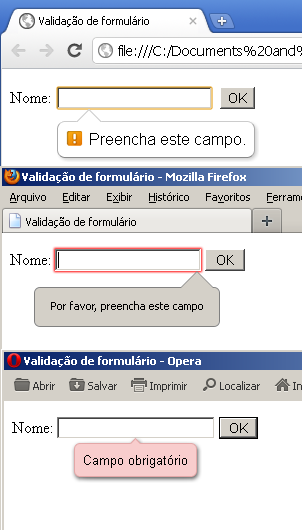 Validação de formulário
file:///C:/Documents%20and%
Nome: OK
Preencha este campo.
Validação de formulário - Mozilla Firefox
Arquivo Editar Exibir Histórico Favoritos Ferramen
Validação de formulário
Nome: OK
Por favor, preencha este campo
Validação de formulário - Opera
Abrir Salvar Imprimir Localizar In
Nome: OK
Campo obrigatório